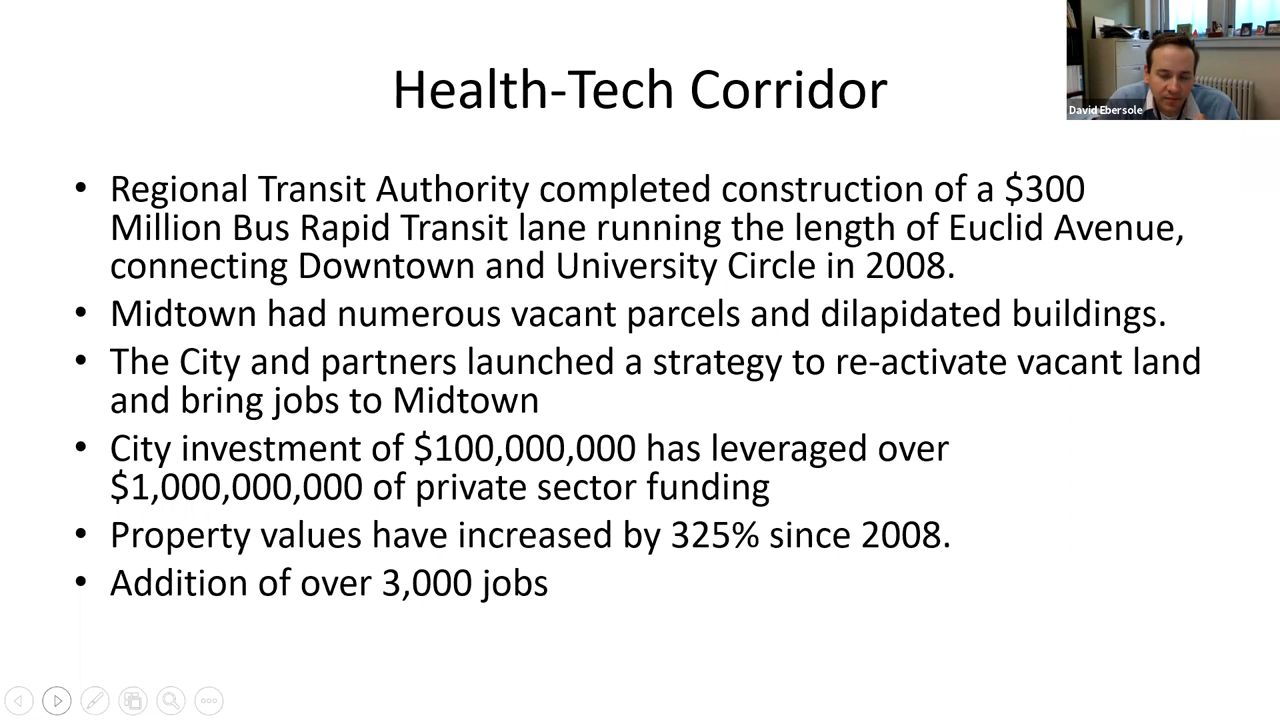 Health-Tech Corridor
David Ebersole
• Regional Transit Authority completed construction of a $300
Million Bus Rapid Transit lane running the length of Euclid Avenue,
connecting Downtown and University Circle in 2008.
• Midtown had numerous vacant parcels and dilapidated buildings.
• The City and partners launched a strategy to re-activate vacant land
and bring jobs to Midtown
• City investment of $100,000,000 has leveraged over
$1,000,000,000 of private sector funding
• Property values have increased by 325% since 2008.
• Addition of over 3,000 jobs